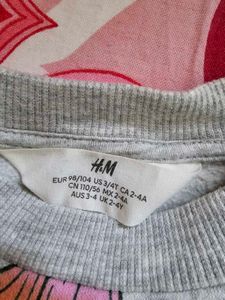 H&M
EUR 98/104 US 3/4Y CA 2-4A
CN 110/56 MX 2-4A
AUS 3-4 UK 2-4Y